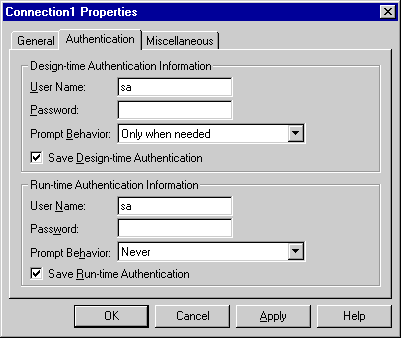 Connection1 Properties
General Authentication Miscellaneous
Design-time Authentication Information
User Name: sa
Password:
Prompt Behavior: Only when needed
Save Design-time Authentication
Run-time Authentication Information
User Name: sa
Password:
Prompt Behavior: Never
Save Run-time Authentication
OK Cancel Apply Help